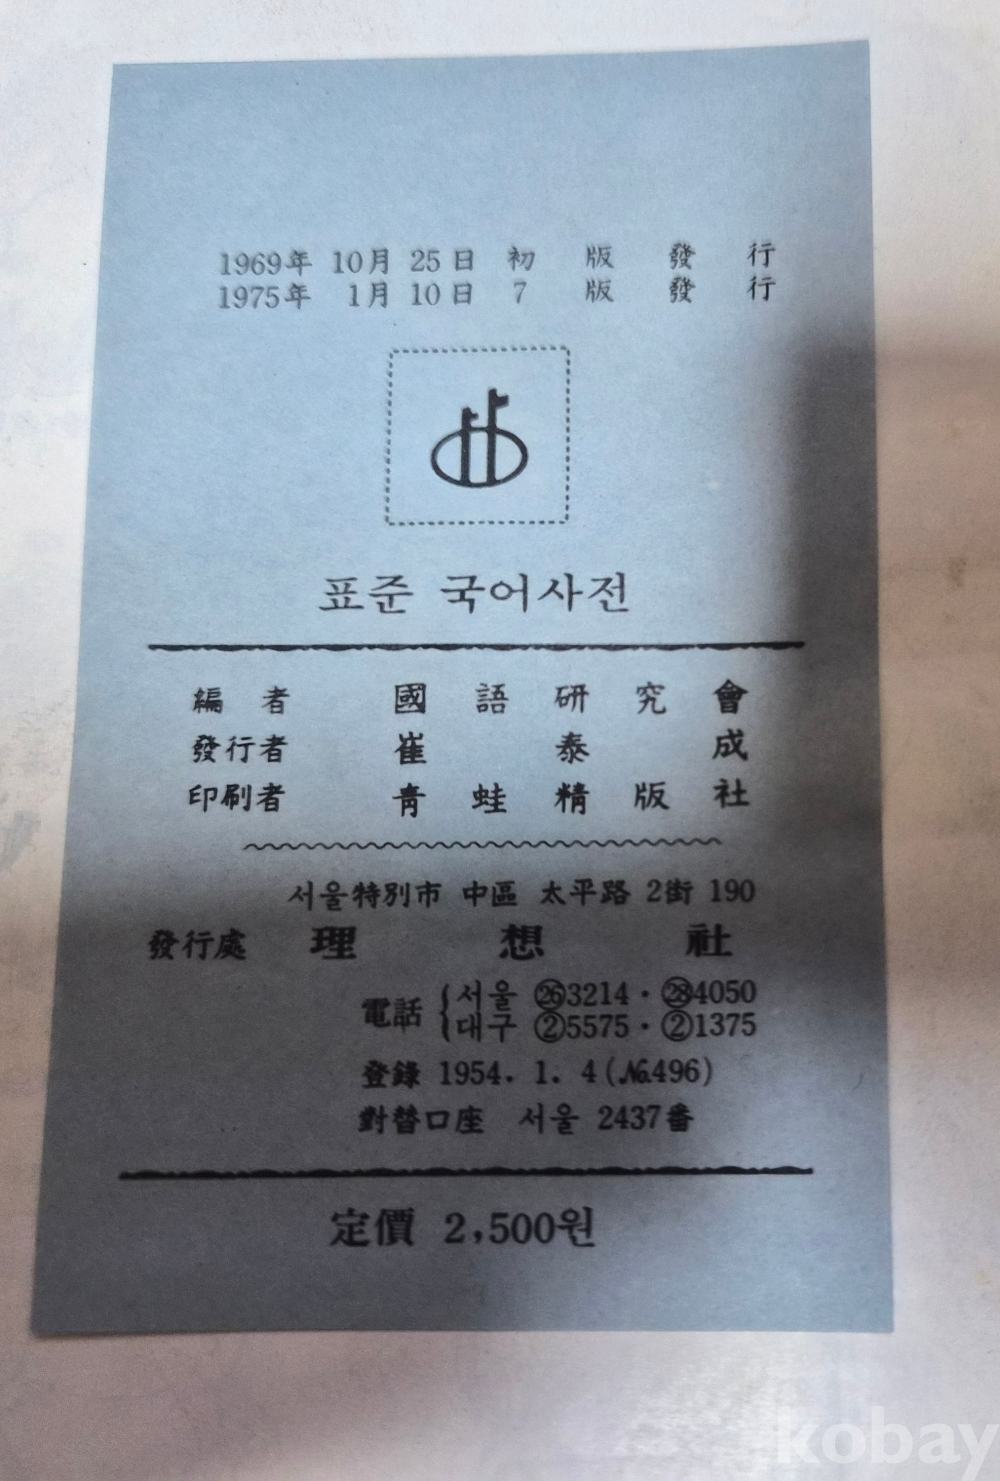 1969年 10月 25日 初版發行
1975年 1月 10日 7版發行
표준 국어사전
編者 國語研究會
發行者 崔泰成
印刷者 靑蛙精版社
서울特別市 中區 太平路 2街 190
發行處 理想社
電話 서울 ㉖3214・㉘4050
대구 ②5575・②1375
登錄 1954. 1. 4 (№496)
對替口座 서울 2437番
定價 2,500원
kobay